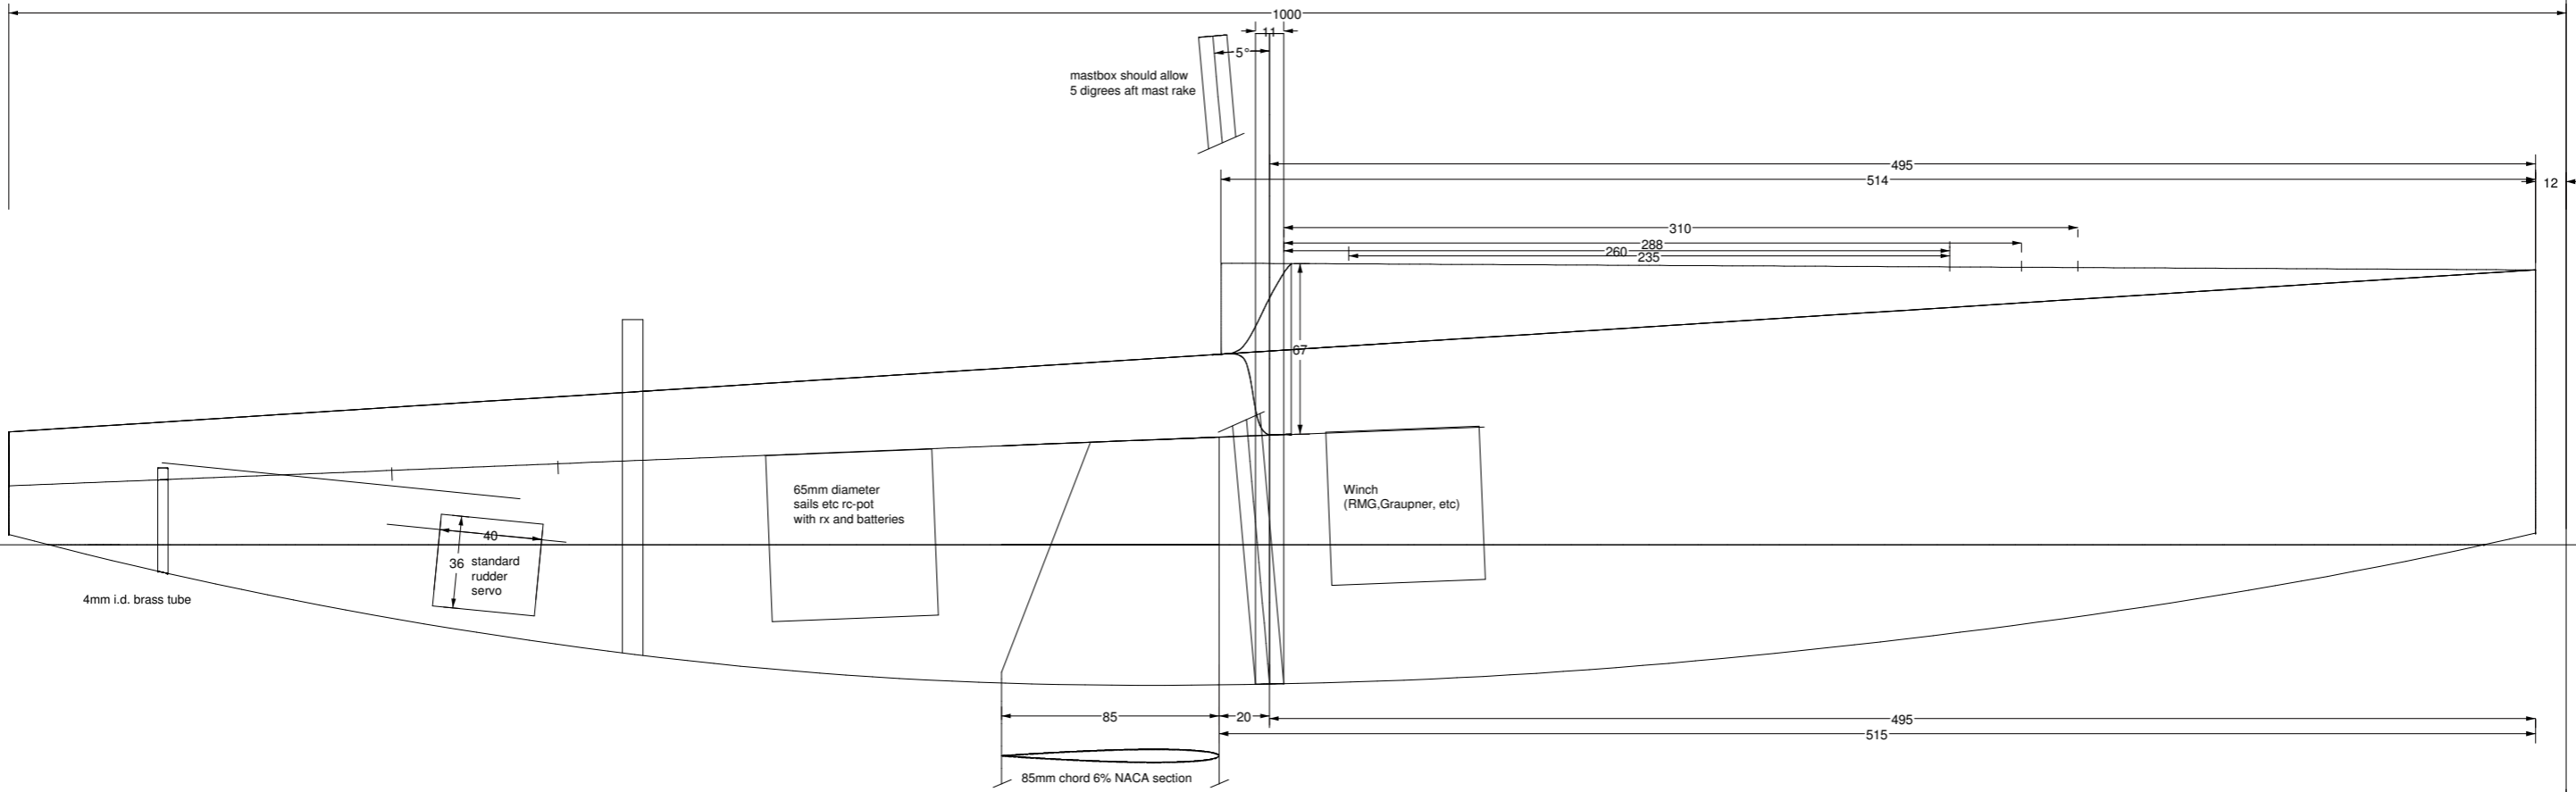 1000
11
5°
mastbox should allow
5 digrees aft mast rake
495
514
12
310
288
260
235
67
65mm diameter
sails etc rc-pot
with rx and batteries
Winch
(RMG,Graupner, etc)
40
36
standard
rudder
servo
4mm i.d. brass tube
85
20
495
515
85mm chord 6% NACA section